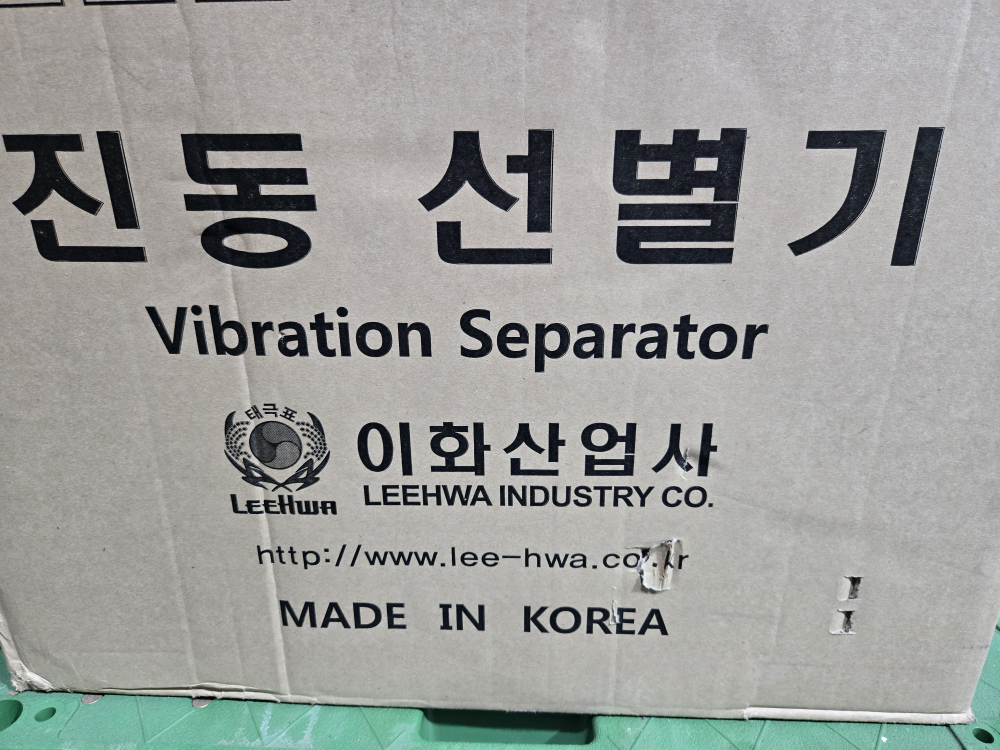 진동 선별기
Vibration Separator
태극표
LEEHWA
이화산업사
LEEHWA INDUSTRY CO.
http://www.lee-hwa.co.kr
MADE IN KOREA